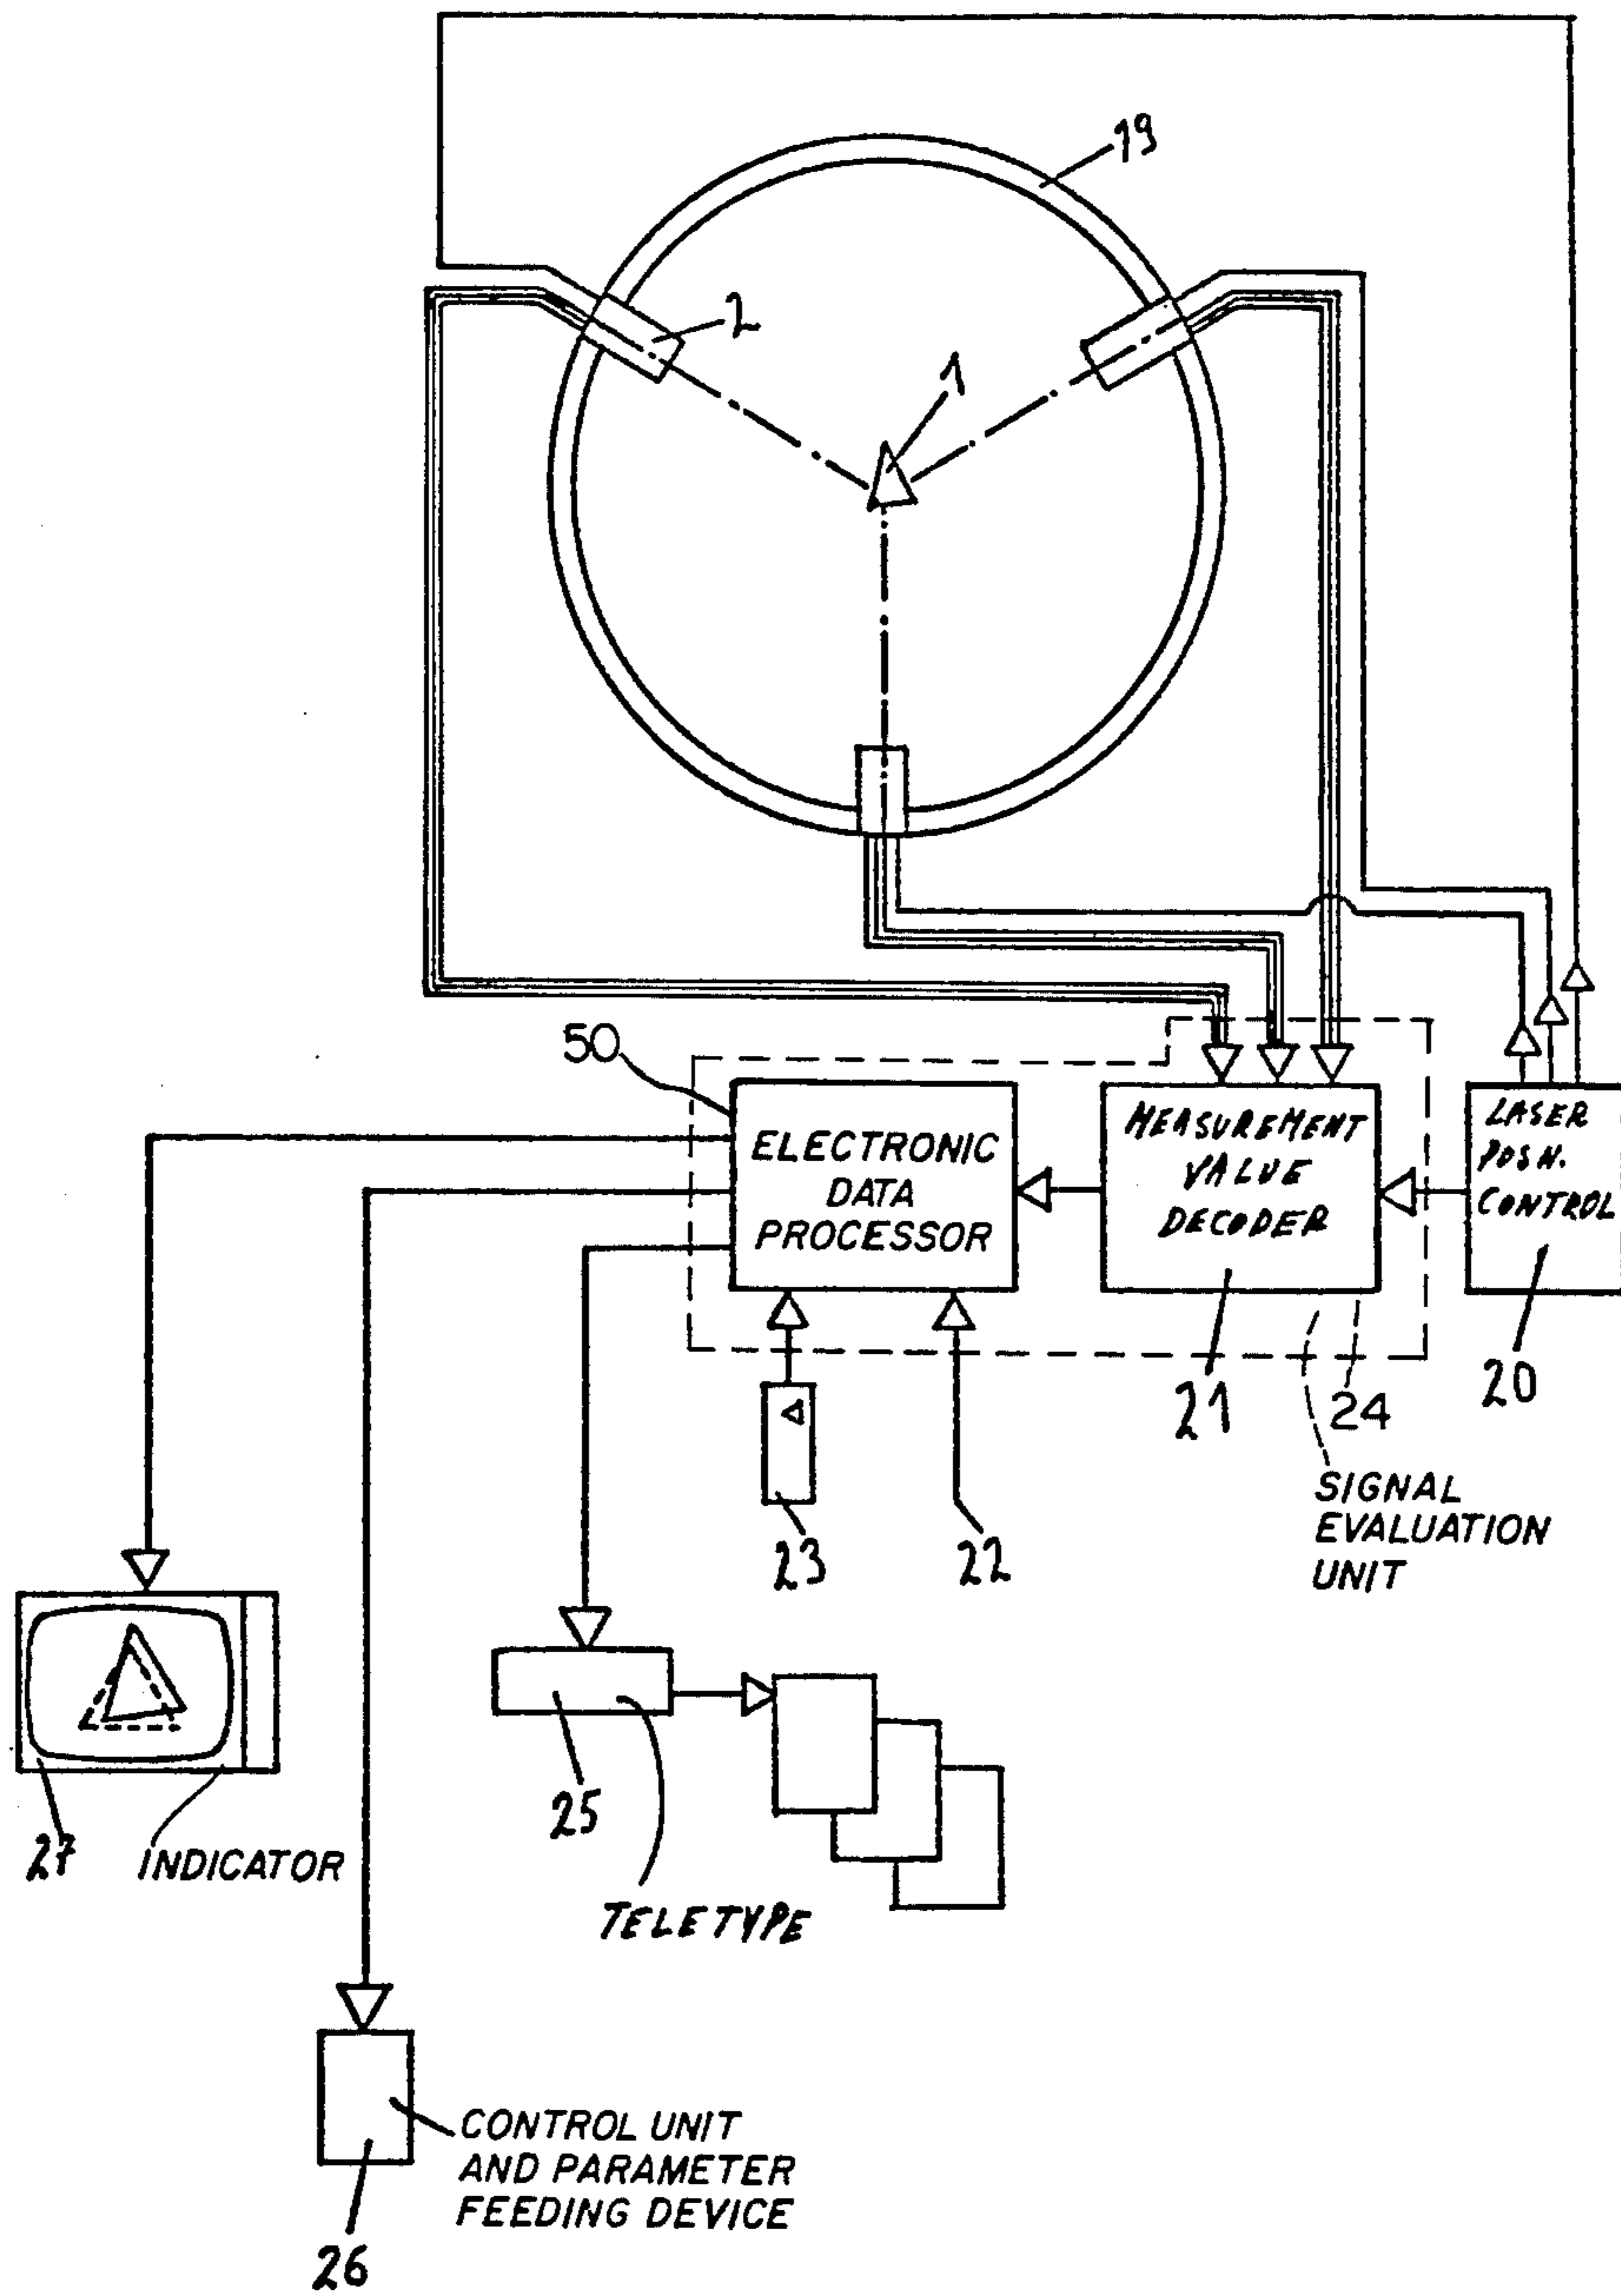 19
2
1
50
ELECTRONIC
DATA
PROCESSOR
MEASUREMENT
VALUE
DECODER
LASER
POSN.
CONTROL
21
24
20
SIGNAL
EVALUATION
UNIT
23
22
27
INDICATOR
25
TELETYPE
CONTROL UNIT
AND PARAMETER
FEEDING DEVICE
26